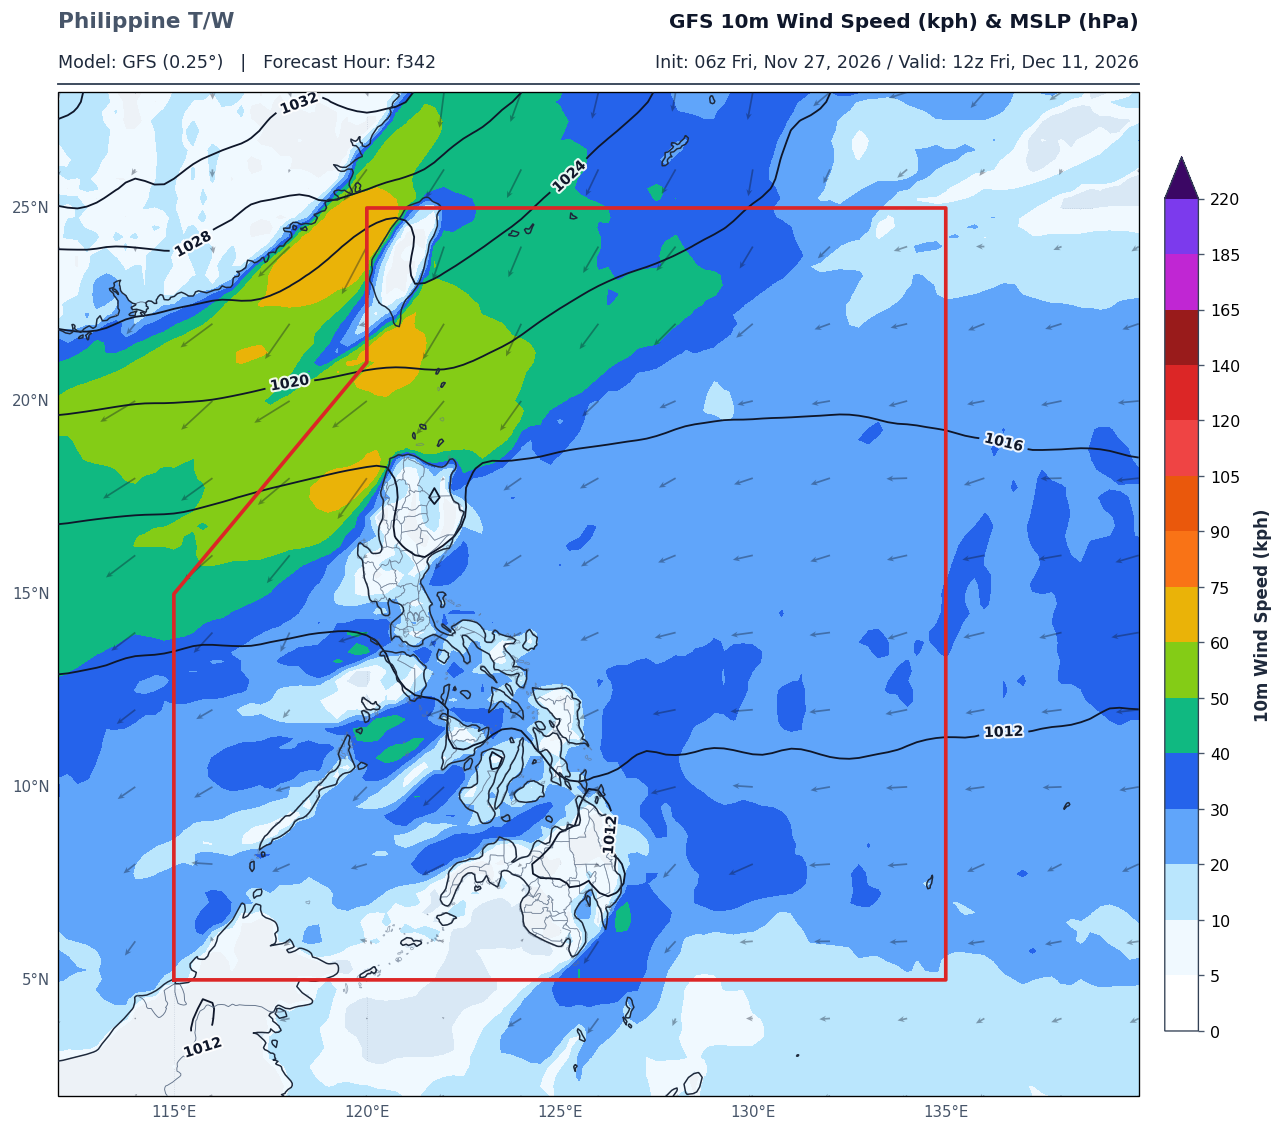 Philippine T/W
GFS 10m Wind Speed (kph) & MSLP (hPa)
Model: GFS (0.25°)   |   Forecast Hour: f342
Init: 06z Fri, Nov 27, 2026 / Valid: 12z Fri, Dec 11, 2026
1032
1024
1028
1020
1016
1012
1012
1012
25°N
20°N
15°N
10°N
5°N
115°E
120°E
125°E
130°E
135°E
220
185
165
140
120
105
90
75
60
50
40
30
20
10
5
0
10m Wind Speed (kph)